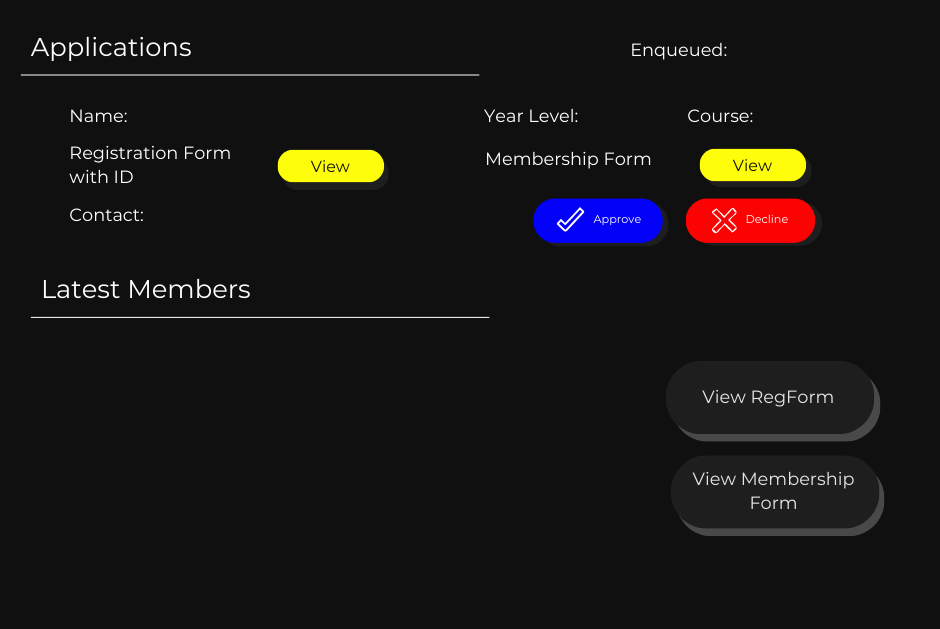 Applications
Enqueued:
Name:
Year Level:
Course:
Registration Form
with ID
View
Membership Form
View
Contact:
Approve
Decline
Latest Members
View RegForm
View Membership
Form